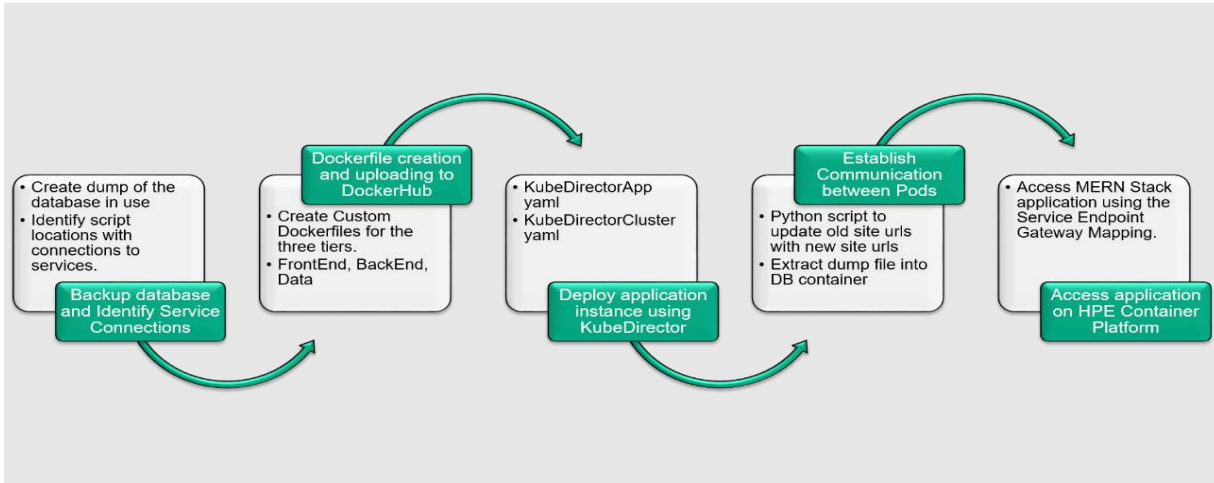 • Create dump of the
database in use
• Identify script
locations with
connections to
services.
Backup database
and Identify Service
Connections
Dockerfile creation
and uploading to
DockerHub
• Create Custom
Dockerfiles for the
three tiers.
• FrontEnd, BackEnd,
Data
• KubeDirectorApp
yaml
• KubeDirectorCluster
yaml
Deploy application
instance using
KubeDirector
Establish
Communication
between Pods
• Python script to
update old site urls
with new site urls
• Extract dump file into
DB container
• Access MERN Stack
application using the
Service Endpoint
Gateway Mapping.
Access application
on HPE Container
Platform